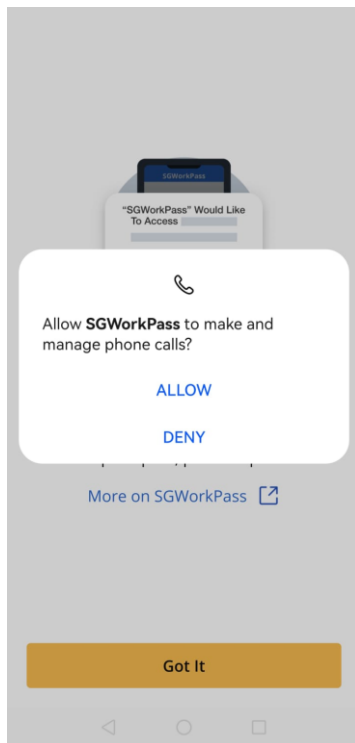 SGWorkPass
“SGWorkPass” Would Like
To Access
Allow SGWorkPass to make and
manage phone calls?
ALLOW
DENY
More on SGWorkPass
Got It